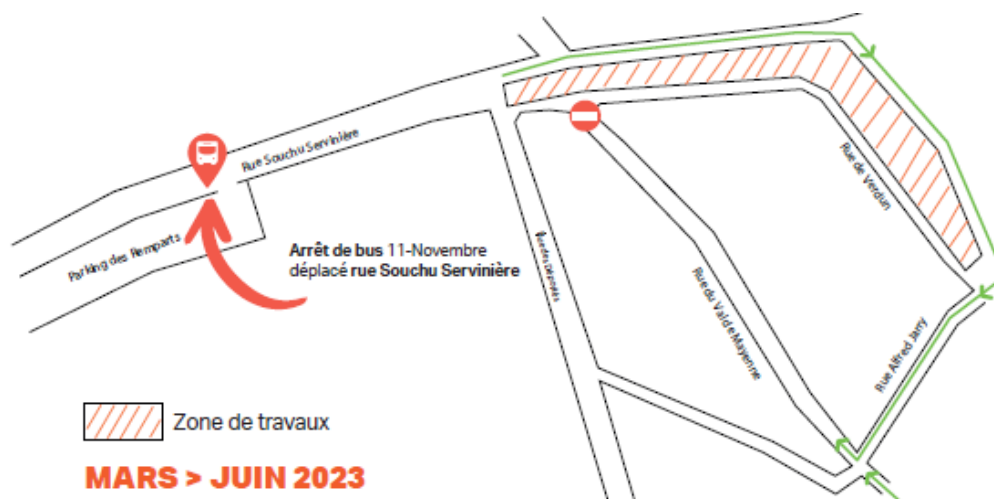 Rue Souchu Servinière
Parking des Remparts
Arrêt de bus 11-Novembre
déplacé rue Souchu Servinière
Rue de Verdun
Rue du Val de Mayenne
Rue Alfred Jarry
Zone de travaux
MARS > JUIN 2023